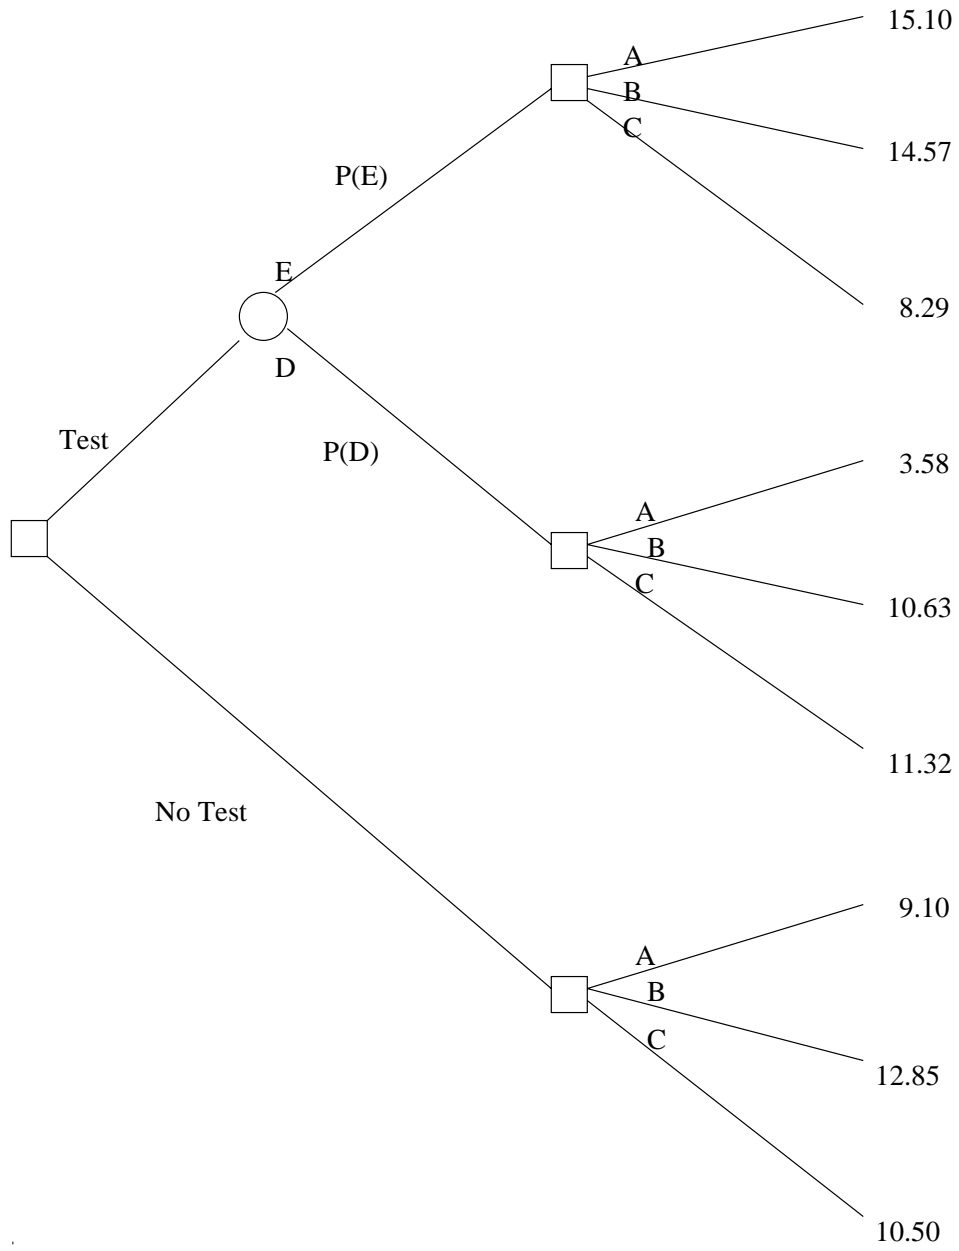 15.10
A
B
C
14.57
P(E)
E
8.29
D
Test
P(D)
3.58
A
B
C
10.63
11.32
No Test
9.10
A
B
C
12.85
10.50